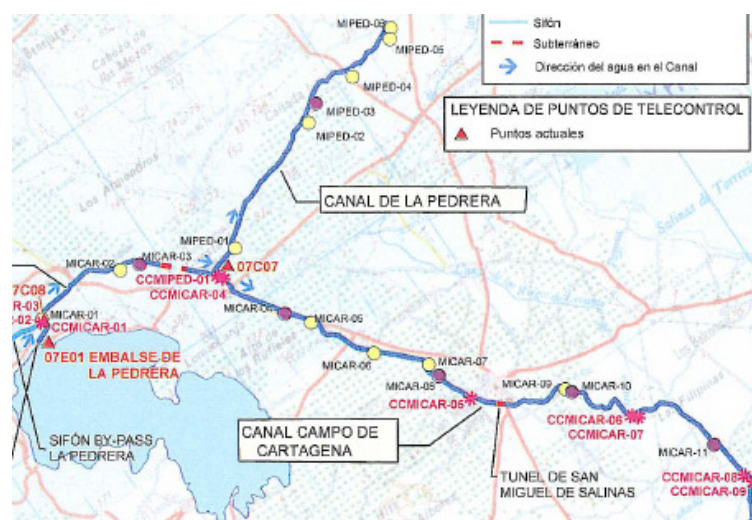 Sifón
Subterráneo
Dirección del agua en el Canal
LEYENDA DE PUNTOS DE TELECONTROL
Puntos actuales
MIPED-05
MIPED-04
MIPED-03
MIPED-02
CANAL DE LA PEDRERA
MIPED-01
MICAR-02
MICAR-03
07C07
CCMIPED-01
CCMICAR-04
7C08
R-03
MICAR-01
CCMICAR-01
07E01 EMBALSE DE
LA PEDRERA
MICAR-04
MICAR-05
MICAR-06
MICAR-07
CCMICAR-05
MICAR-09
MICAR-10
CCMICAR-06
CCMICAR-07
MICAR-11
CCMICAR-08
CCMICAR-09
SIFÓN BY-PASS
LA PEDRERA
CANAL CAMPO DE
CARTAGENA
TUNEL DE SAN
MIGUEL DE SALINAS
Los Almendros